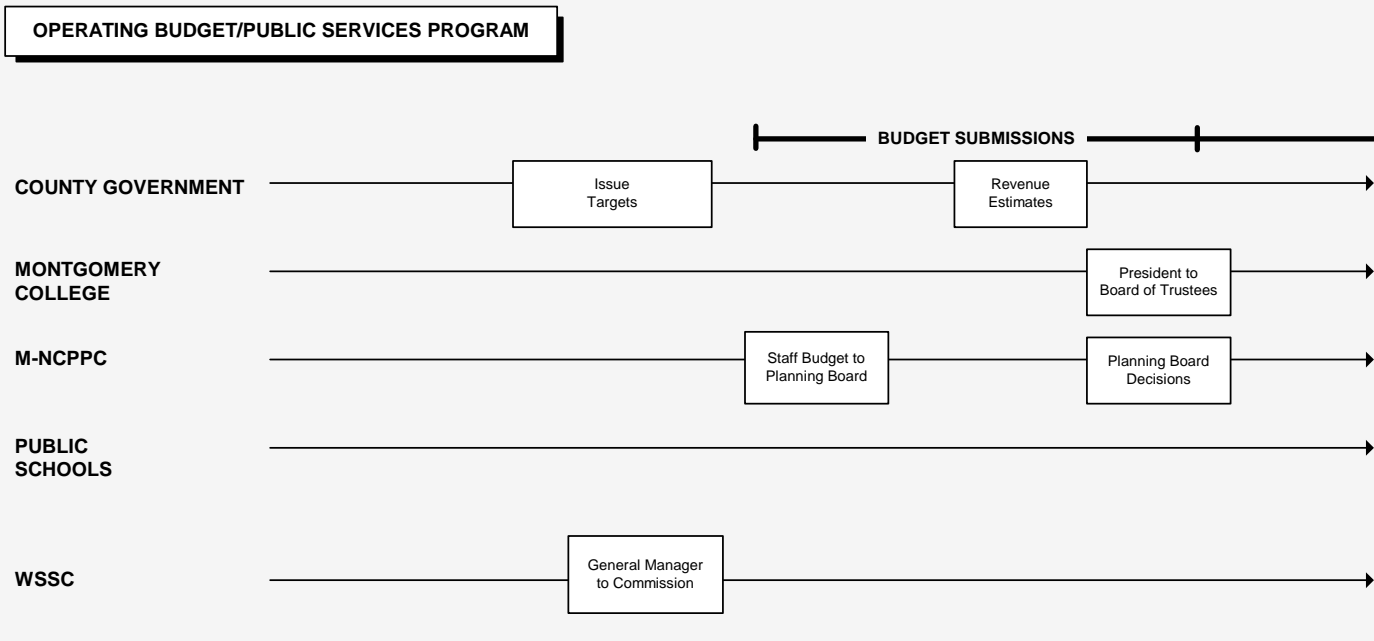 OPERATING BUDGET/PUBLIC SERVICES PROGRAM
BUDGET SUBMISSIONS
COUNTY GOVERNMENT
Issue
Targets
Revenue
Estimates
MONTGOMERY
COLLEGE
President to
Board of Trustees
M-NCPPC
Staff Budget to
Planning Board
Planning Board
Decisions
PUBLIC
SCHOOLS
WSSC
General Manager
to Commission